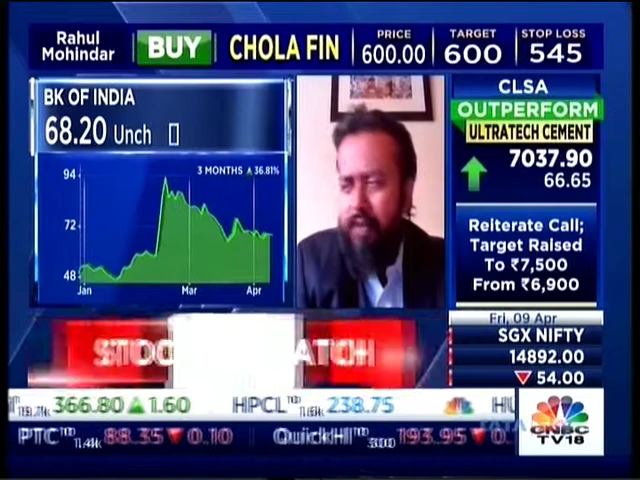 Rahul Mohindar
BUY
CHOLA FIN
PRICE 600.00
TARGET 600
STOP LOSS 545
BK OF INDIA
68.20 Unch
3 MONTHS ▲ 36.81%
94
72
48
Jan Mar Apr
CLSA
OUTPERFORM
ULTRATECH CEMENT
7037.90
66.65
Reiterate Call;
Target Raised
To ₹7,500
From ₹6,900
Fri, 09 Apr
SGX NIFTY
14892.00
▼ 54.00
366.80 ▲ 1.60 HPCL 238.75
PTC 88.35 ▼ 0.10 QuickHl 193.95 ▼ 0.
CNBC
TV18